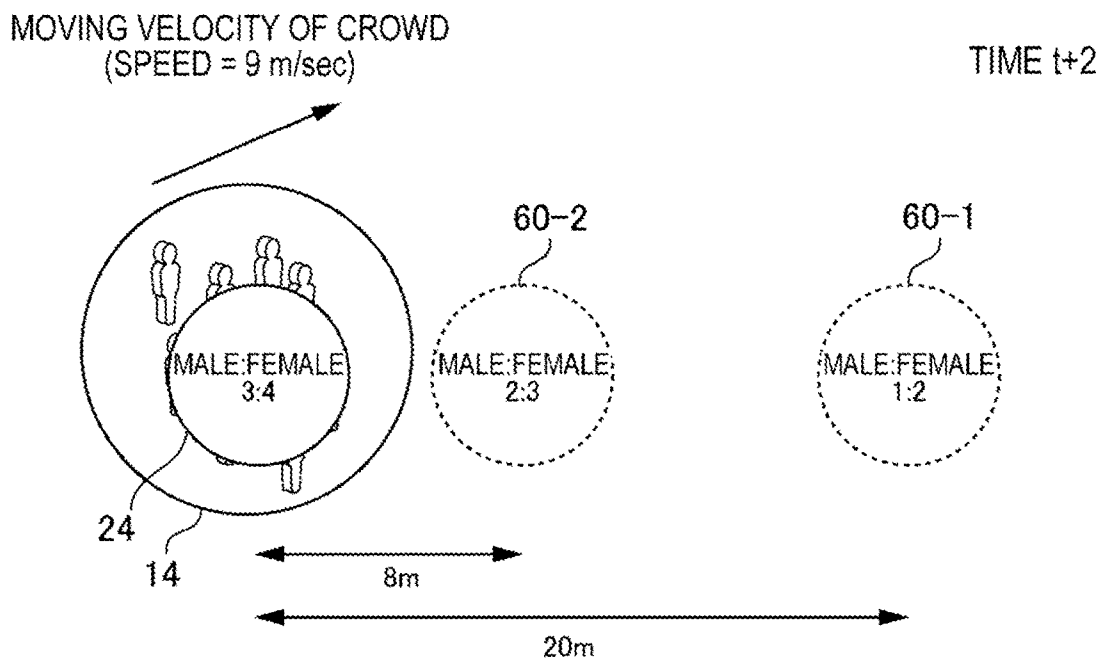 MOVING VELOCITY OF CROWD
(SPEED = 9 m/sec)
TIME t+2
60-2
60-1
MALE:FEMALE
3:4
MALE:FEMALE
2:3
MALE:FEMALE
1:2
24
14
8m
20m